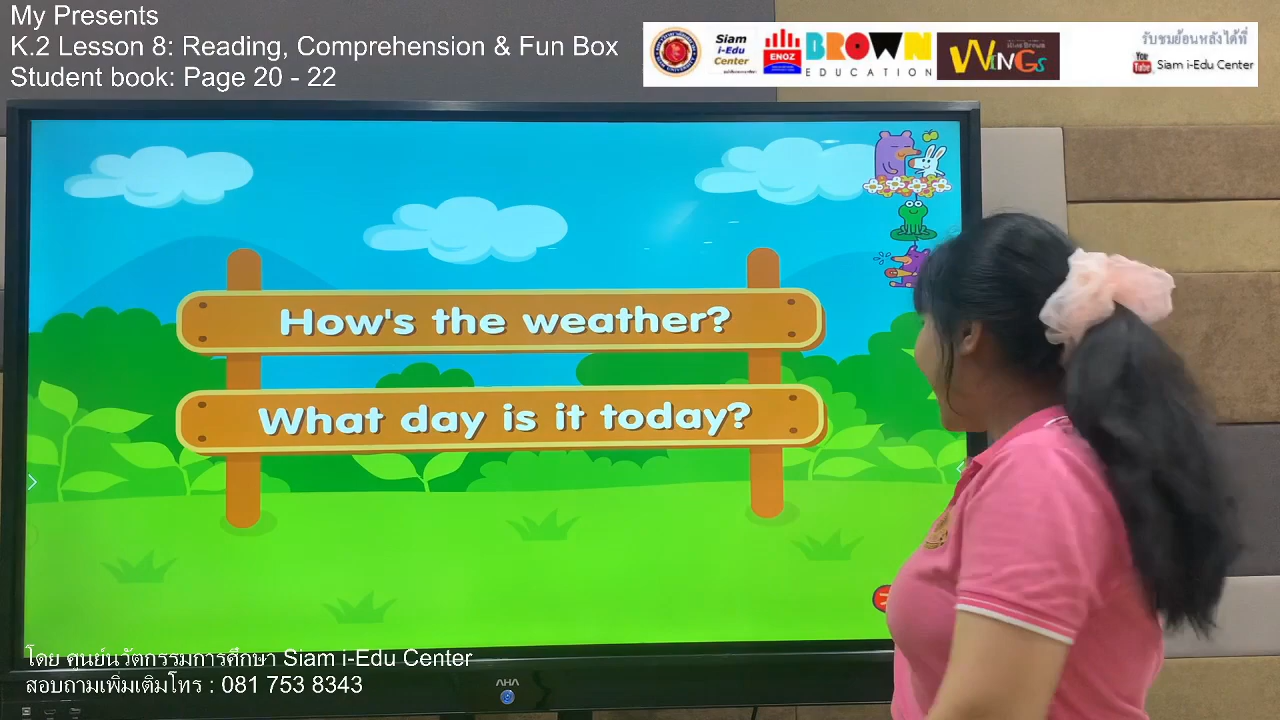 My Presents
K.2 Lesson 8: Reading, Comprehension & Fun Box
Student book: Page 20 - 22
Siam
i-Edu
Center
ENOZ
BROWN
EDUCATION
WINGS
รับชมย้อนหลังได้ที่
You
Tube
Siam i-Edu Center
How's the weather?
What day is it today?
โดย ศูนย์นวัตกรรมการศึกษา Siam i-Edu Center
สอบถามเพิ่มเติมโทร : 081 753 8343